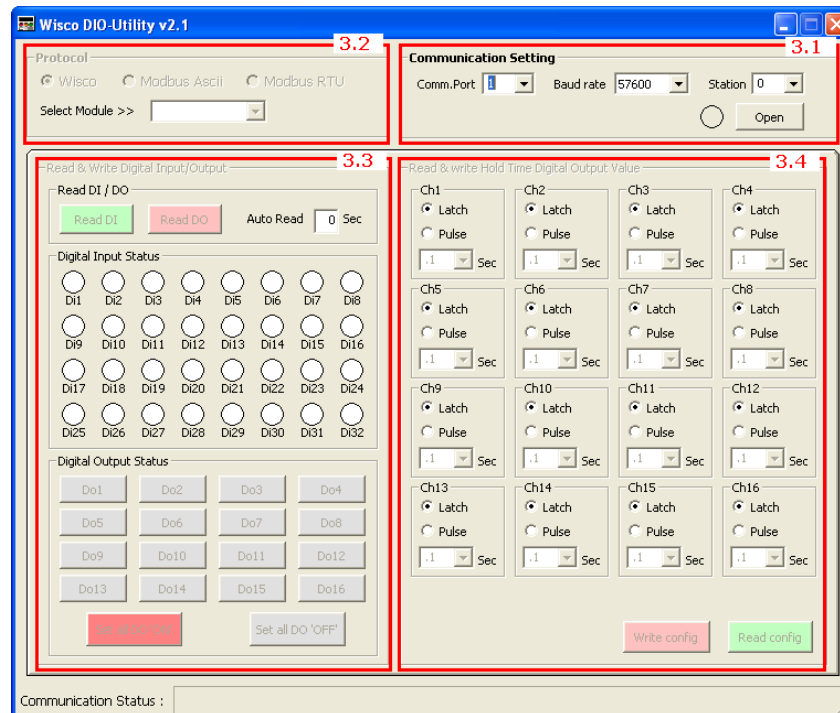 Wisco DIO-Utility v2.1
3.2
3.1
Protocol
Communication Setting
Wisco Modbus Ascii Modbus RTU
Comm.Port 1 Baud rate 57600 Station 0
Select Module >>
Open
3.3
3.4
Read & Write Digital Input/Output
Read & write Hold Time Digital Output Value
Read DI / DO
Read DI Read DO Auto Read 0 Sec
Digital Input Status
Di1 Di2 Di3 Di4 Di5 Di6 Di7 Di8
Di9 Di10 Di11 Di12 Di13 Di14 Di15 Di16
Di17 Di18 Di19 Di20 Di21 Di22 Di23 Di24
Di25 Di26 Di27 Di28 Di29 Di30 Di31 Di32
Digital Output Status
Do1 Do2 Do3 Do4
Do5 Do6 Do7 Do8
Do9 Do10 Do11 Do12
Do13 Do14 Do15 Do16
Set all DO 'ON' Set all DO 'OFF'
Ch1 Ch2 Ch3 Ch4
Latch Latch Latch Latch
Pulse Pulse Pulse Pulse
.1 Sec .1 Sec .1 Sec .1 Sec
Ch5 Ch6 Ch7 Ch8
Latch Latch Latch Latch
Pulse Pulse Pulse Pulse
.1 Sec .1 Sec .1 Sec .1 Sec
Ch9 Ch10 Ch11 Ch12
Latch Latch Latch Latch
Pulse Pulse Pulse Pulse
.1 Sec .1 Sec .1 Sec .1 Sec
Ch13 Ch14 Ch15 Ch16
Latch Latch Latch Latch
Pulse Pulse Pulse Pulse
.1 Sec .1 Sec .1 Sec .1 Sec
Write config Read config
Communication Status :